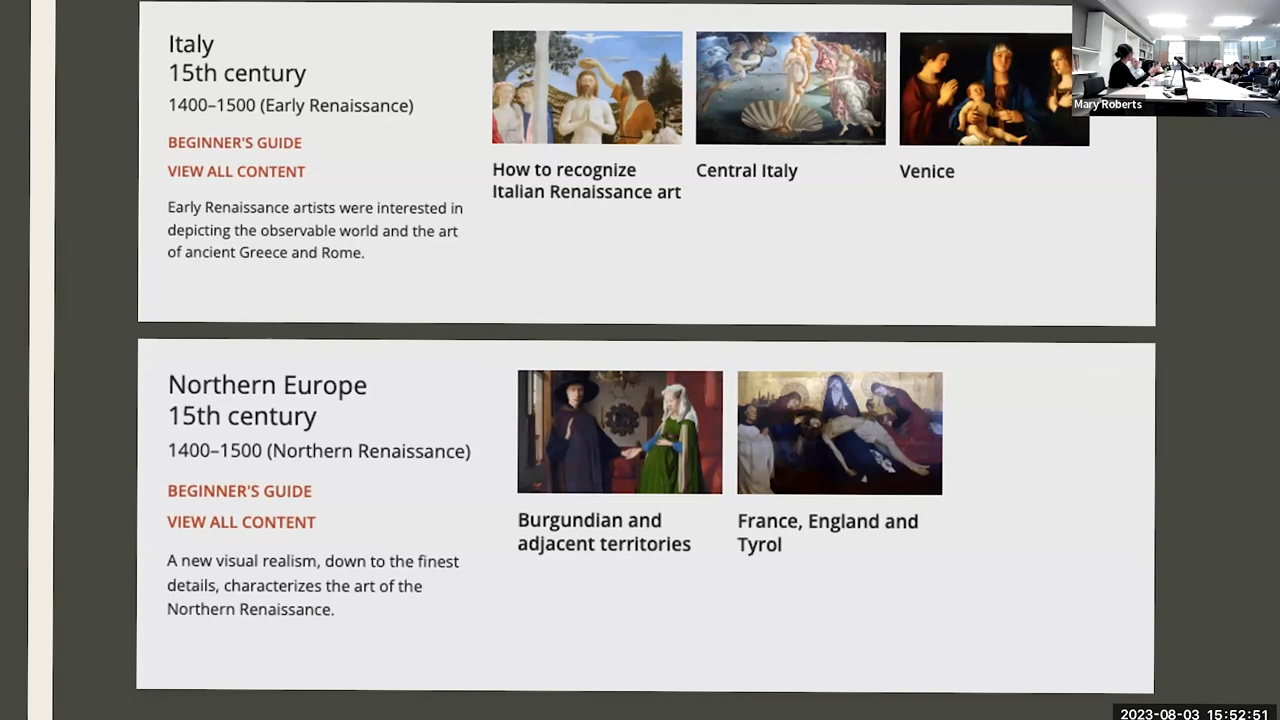 Italy
15th century
1400–1500 (Early Renaissance)
BEGINNER'S GUIDE
VIEW ALL CONTENT
Early Renaissance artists were interested in
depicting the observable world and the art
of ancient Greece and Rome.
How to recognize
Italian Renaissance art
Central Italy
Venice
Mary Roberts
Northern Europe
15th century
1400–1500 (Northern Renaissance)
BEGINNER'S GUIDE
VIEW ALL CONTENT
A new visual realism, down to the finest
details, characterizes the art of the
Northern Renaissance.
Burgundian and
adjacent territories
France, England and
Tyrol
2023-08-03 15:52:51